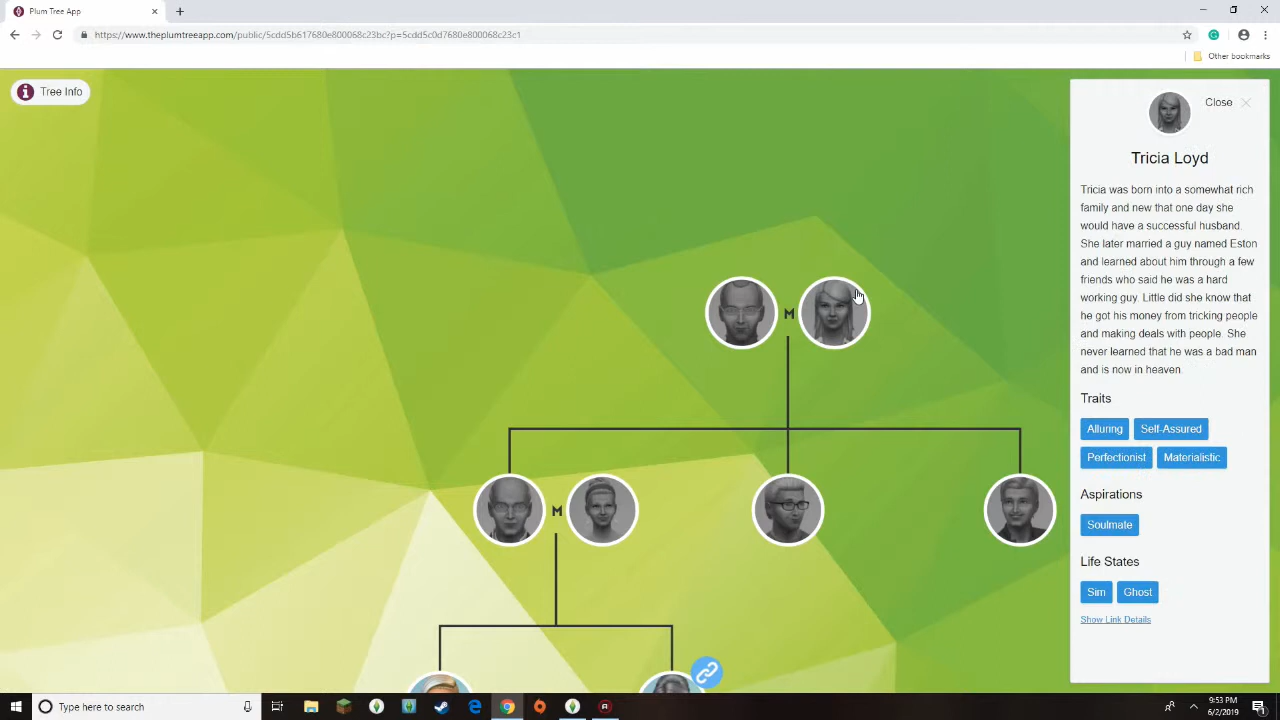 Plum Tree App
https://www.theplumtreeapp.com/public/5cdd5b617680e800068c23bc?p=5cdd5c0d7680e800068c23c1
Other bookmarks
Tree Info
Close
Tricia Loyd
Tricia was born into a somewhat rich
family and new that one day she
would have a successful husband.
She later married a guy named Eston
and learned about him through a few
friends who said he was a hard
working guy. Little did she know that
he got his money from tricking people
and making deals with people. She
never learned that he was a bad man
and is now in heaven.
M
Traits
Alluring Self-Assured
Perfectionist Materialistic
Aspirations
Soulmate
M
Life States
Sim Ghost
Show Link Details
Type here to search
9:53 PM
6/2/2019